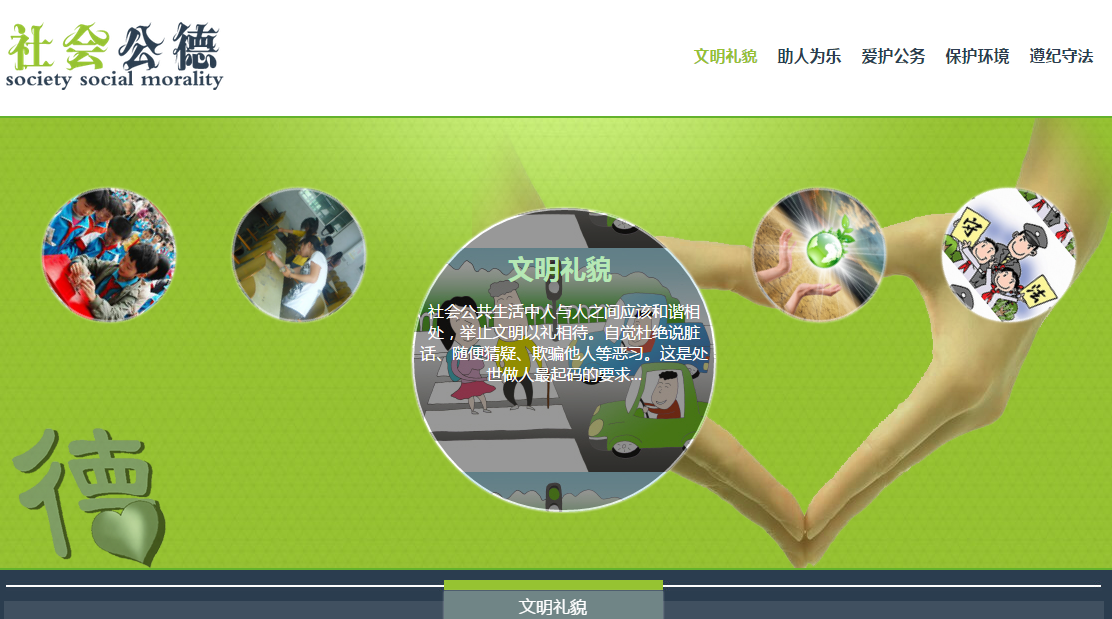 社会公德
society social morality
文明礼貌 助人为乐 爱护公务 保护环境 遵纪守法
守
法
文明礼貌
社会公共生活中人与人之间应该和谐相
处，举止文明以礼相待。自觉杜绝说脏
话、随便猜疑、欺骗他人等恶习。这是处
世做人最起码的要求...
德
文明礼貌